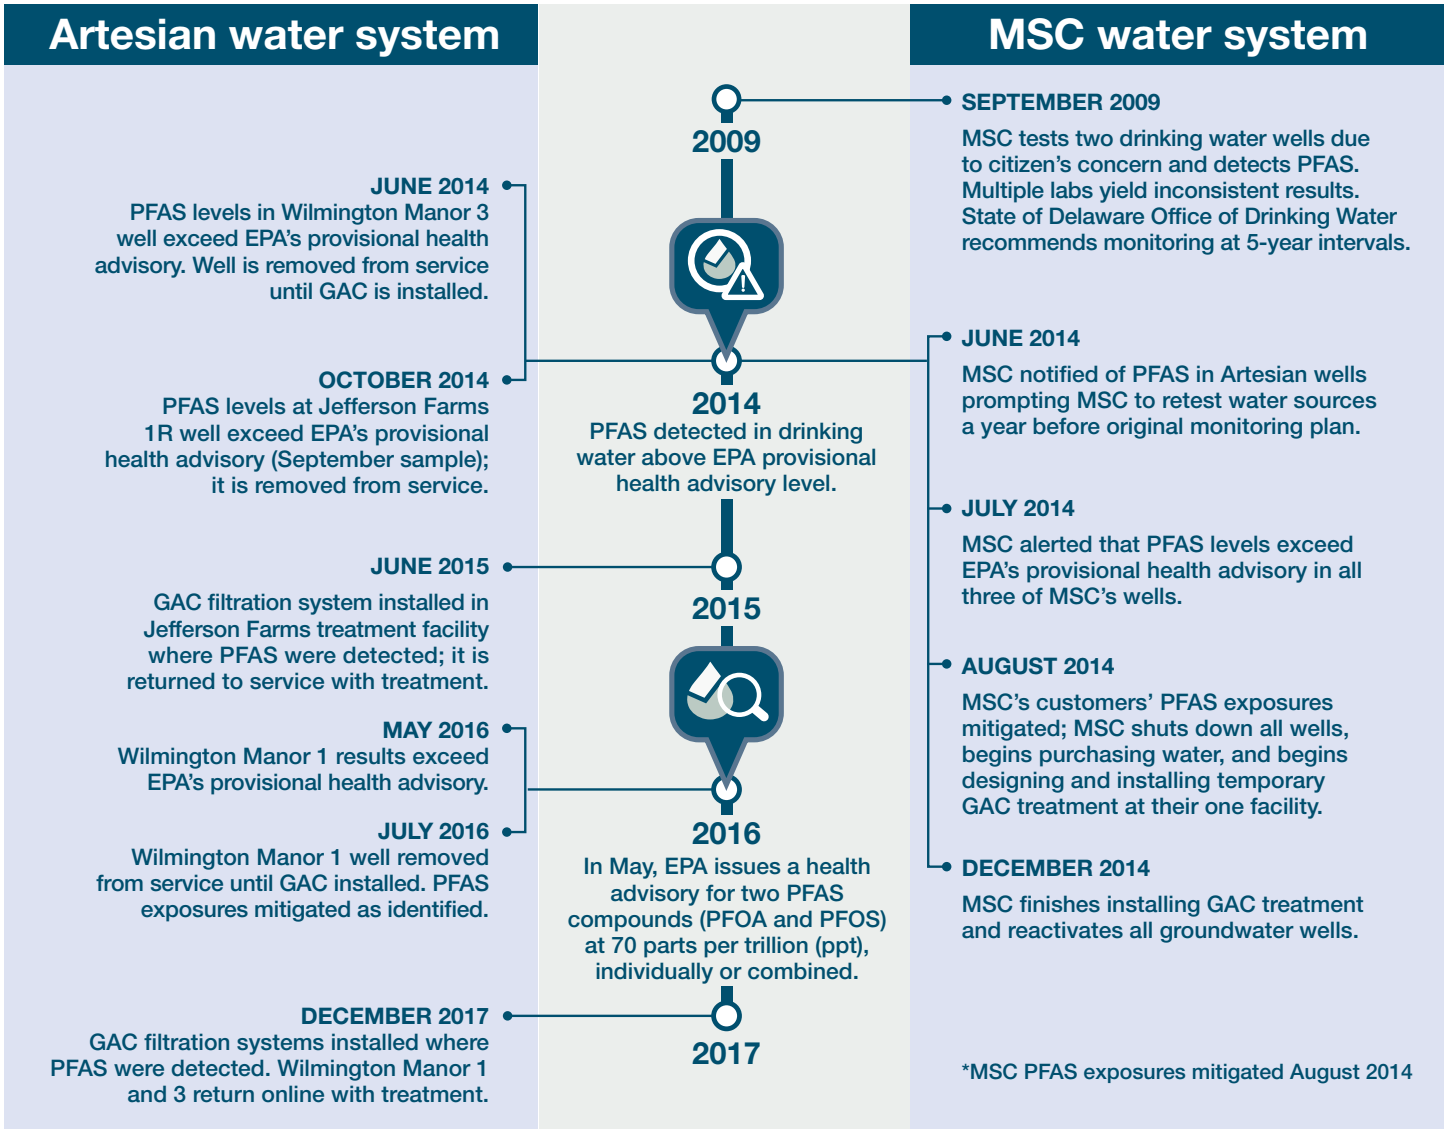 Artesian water system
JUNE 2014
PFAS levels in Wilmington Manor 3
well exceed EPA’s provisional health
advisory. Well is removed from service
until GAC is installed.
OCTOBER 2014
PFAS levels at Jefferson Farms
1R well exceed EPA’s provisional
health advisory (September sample);
it is removed from service.
JUNE 2015
GAC filtration system installed in
Jefferson Farms treatment facility
where PFAS were detected; it is
returned to service with treatment.
MAY 2016
Wilmington Manor 1 results exceed
EPA’s provisional health advisory.
JULY 2016
Wilmington Manor 1 well removed
from service until GAC installed. PFAS
exposures mitigated as identified.
DECEMBER 2017
GAC filtration systems installed where
PFAS were detected. Wilmington Manor 1
and 3 return online with treatment.
2009
!
2014
PFAS detected in drinking
water above EPA provisional
health advisory level.
2015
2016
In May, EPA issues a health
advisory for two PFAS
compounds (PFOA and PFOS)
at 70 parts per trillion (ppt),
individually or combined.
2017
MSC water system
SEPTEMBER 2009
MSC tests two drinking water wells due
to citizen’s concern and detects PFAS.
Multiple labs yield inconsistent results.
State of Delaware Office of Drinking Water
recommends monitoring at 5-year intervals.
JUNE 2014
MSC notified of PFAS in Artesian wells
prompting MSC to retest water sources
a year before original monitoring plan.
JULY 2014
MSC alerted that PFAS levels exceed
EPA’s provisional health advisory in all
three of MSC’s wells.
AUGUST 2014
MSC’s customers’ PFAS exposures
mitigated; MSC shuts down all wells,
begins purchasing water, and begins
designing and installing temporary
GAC treatment at their one facility.
DECEMBER 2014
MSC finishes installing GAC treatment
and reactivates all groundwater wells.
*MSC PFAS exposures mitigated August 2014